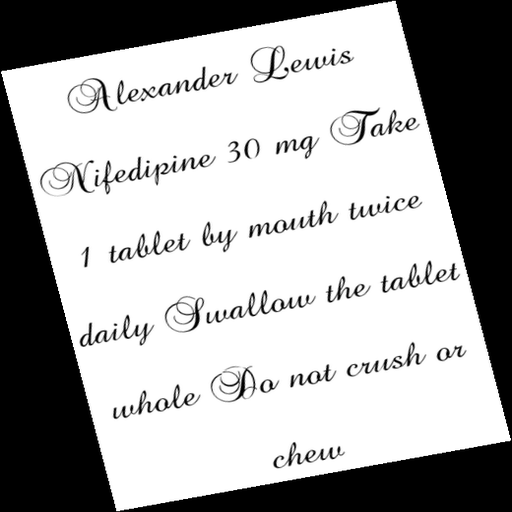 Alexander Lewis
Nifedipine 30 mg Take
1 tablet by mouth twice
daily Swallow the tablet
whole Do not crush or
chew